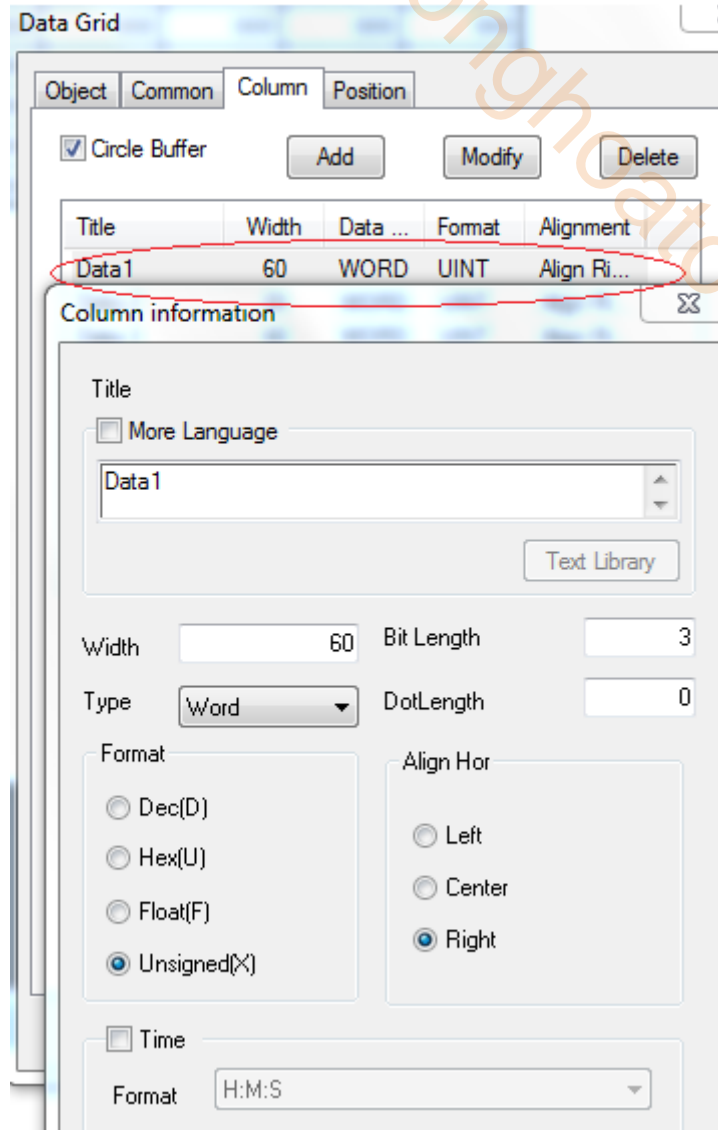 Data Grid
Object Common Column Position
Circle Buffer Add Modify Delete
Title Width Data ... Format Alignment
Data1 60 WORD UINT Align Ri...
Column information
Title
More Language
Data1
Text Library
Width 60 Bit Length 3
Type Word DotLength 0
Format Align Hor
Dec(D)
Left
Hex(U)
Center
Float(F)
Right
Unsigned(X)
Time
Format H:M:S